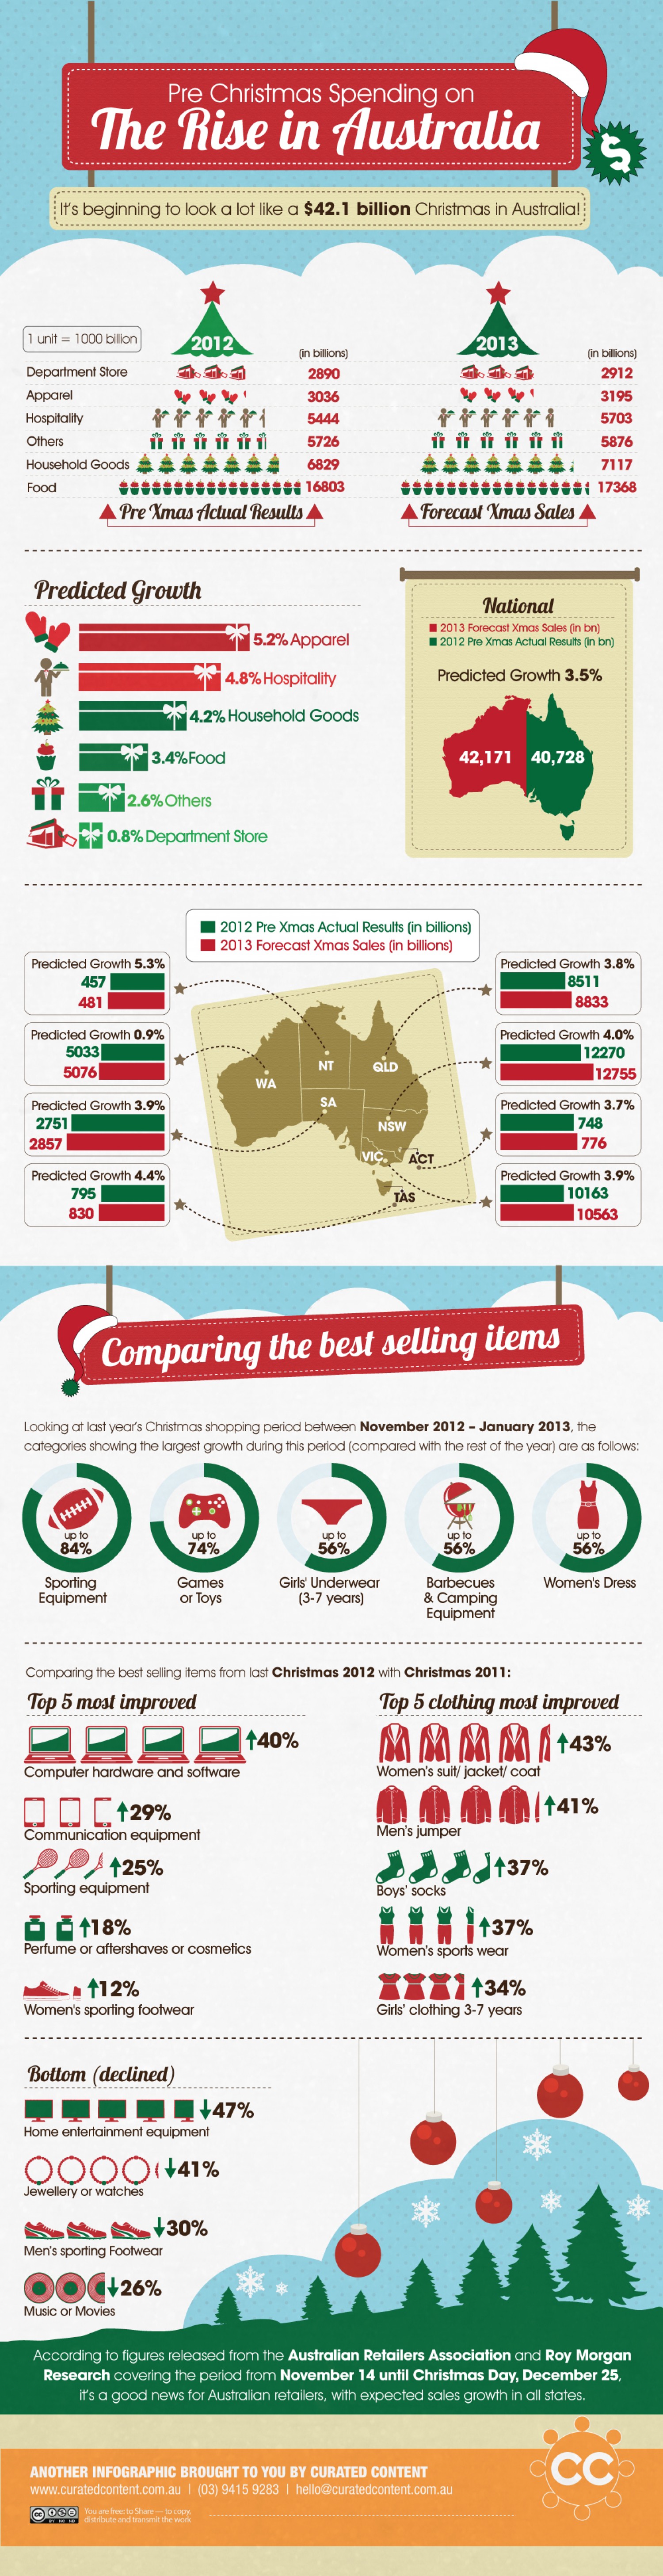 Pre Christmas Spending on
The Rise in Australia
$
It's beginning to look a lot like a $42.1 billion Christmas in Australia!
1 unit = 1000 billion
2012
(in billions)
2013
(in billions)
Department Store 2890 2912
Apparel 3036 3195
Hospitality 5444 5703
Others 5726 5876
Household Goods 6829 7117
Food 16803 17368
Pre Xmas Actual Results
Forecast Xmas Sales
Predicted Growth
5.2% Apparel
4.8% Hospitality
4.2% Household Goods
3.4% Food
2.6% Others
0.8% Department Store
National
2013 Forecast Xmas Sales (in bn)
2012 Pre Xmas Actual Results (in bn)
Predicted Growth 3.5%
42,171 40,728
2012 Pre Xmas Actual Results (in billions)
2013 Forecast Xmas Sales (in billions)
Predicted Growth 5.3%
457
481
Predicted Growth 0.9%
5033
5076
Predicted Growth 3.9%
2751
2857
Predicted Growth 4.4%
795
830
WA
NT
QLD
SA
NSW
VIC
ACT
TAS
Predicted Growth 3.8%
8511
8833
Predicted Growth 4.0%
12270
12755
Predicted Growth 3.7%
748
776
Predicted Growth 3.9%
10163
10563
Comparing the best selling items
Looking at last year's Christmas shopping period between November 2012 – January 2013, the
categories showing the largest growth during this period (compared with the rest of the year) are as follows:
up to
84%
Sporting
Equipment
up to
74%
Games
or Toys
up to
56%
Girls' Underwear
(3-7 years)
up to
56%
Barbecues
& Camping
Equipment
up to
56%
Women's Dress
Comparing the best selling items from last Christmas 2012 with Christmas 2011:
Top 5 most improved
40%
Computer hardware and software
29%
Communication equipment
25%
Sporting equipment
18%
Perfume or aftershaves or cosmetics
12%
Women's sporting footwear
Top 5 clothing most improved
43%
Women's suit/ jacket/ coat
41%
Men's jumper
37%
Boys' socks
37%
Women's sports wear
34%
Girls' clothing 3-7 years
Bottom (declined)
47%
Home entertainment equipment
41%
Jewellery or watches
30%
Men's sporting Footwear
26%
Music or Movies
According to figures released from the Australian Retailers Association and Roy Morgan
Research covering the period from November 14 until Christmas Day, December 25,
it's a good news for Australian retailers, with expected sales growth in all states.
ANOTHER INFOGRAPHIC BROUGHT TO YOU BY CURATED CONTENT
www.curatedcontent.com.au | (03) 9415 9283 | hello@curatedcontent.com.au
CC
cc
BY NC ND
You are free: to Share — to copy,
distribute and transmit the work